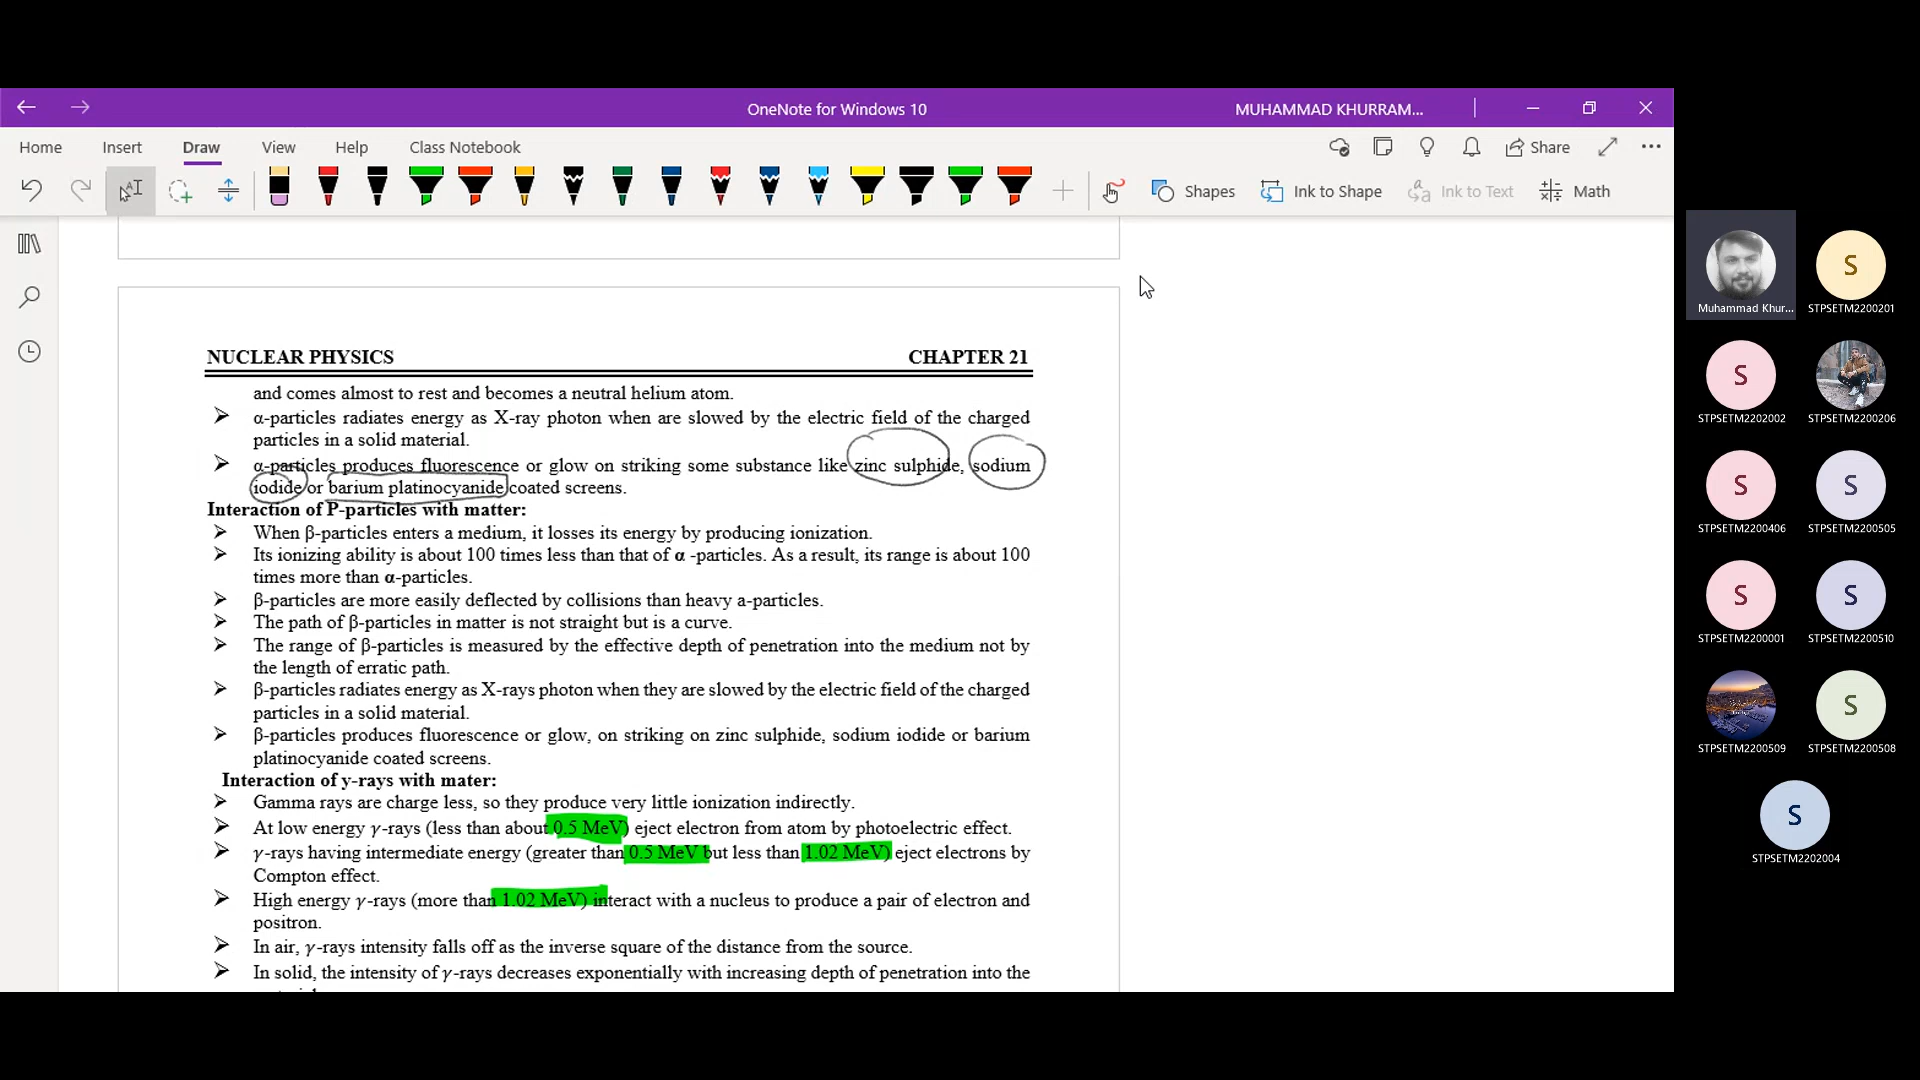 OneNote for Windows 10
MUHAMMAD KHURRAM...
Home Insert Draw View Help Class Notebook
Share
Shapes Ink to Shape Ink to Text Math
NUCLEAR PHYSICS CHAPTER 21
and comes almost to rest and becomes a neutral helium atom.
➢ α-particles radiates energy as X-ray photon when are slowed by the electric field of the charged
particles in a solid material.
➢ α-particles produces fluorescence or glow on striking some substance like zinc sulphide, sodium
iodide or barium platinocyanide coated screens.
Interaction of P-particles with matter:
➢ When β-particles enters a medium, it losses its energy by producing ionization.
➢ Its ionizing ability is about 100 times less than that of α -particles. As a result, its range is about 100
times more than α-particles.
➢ β-particles are more easily deflected by collisions than heavy a-particles.
➢ The path of β-particles in matter is not straight but is a curve.
➢ The range of β-particles is measured by the effective depth of penetration into the medium not by
the length of erratic path.
➢ β-particles radiates energy as X-rays photon when they are slowed by the electric field of the charged
particles in a solid material.
➢ β-particles produces fluorescence or glow, on striking on zinc sulphide, sodium iodide or barium
platinocyanide coated screens.
Interaction of y-rays with mater:
➢ Gamma rays are charge less, so they produce very little ionization indirectly.
➢ At low energy γ-rays (less than about 0.5 MeV) eject electron from atom by photoelectric effect.
➢ γ-rays having intermediate energy (greater than 0.5 MeV but less than 1.02 MeV) eject electrons by
Compton effect.
➢ High energy γ-rays (more than 1.02 MeV) interact with a nucleus to produce a pair of electron and
positron.
➢ In air, γ-rays intensity falls off as the inverse square of the distance from the source.
➢ In solid, the intensity of γ-rays decreases exponentially with increasing depth of penetration into the
Muhammad Khur...
S
STPSETM2200201
S
STPSETM2202002
STPSETM2200206
S
STPSETM2200406
S
STPSETM2200505
S
STPSETM2200001
S
STPSETM2200510
STPSETM2200509
S
STPSETM2200508
S
STPSETM2202004